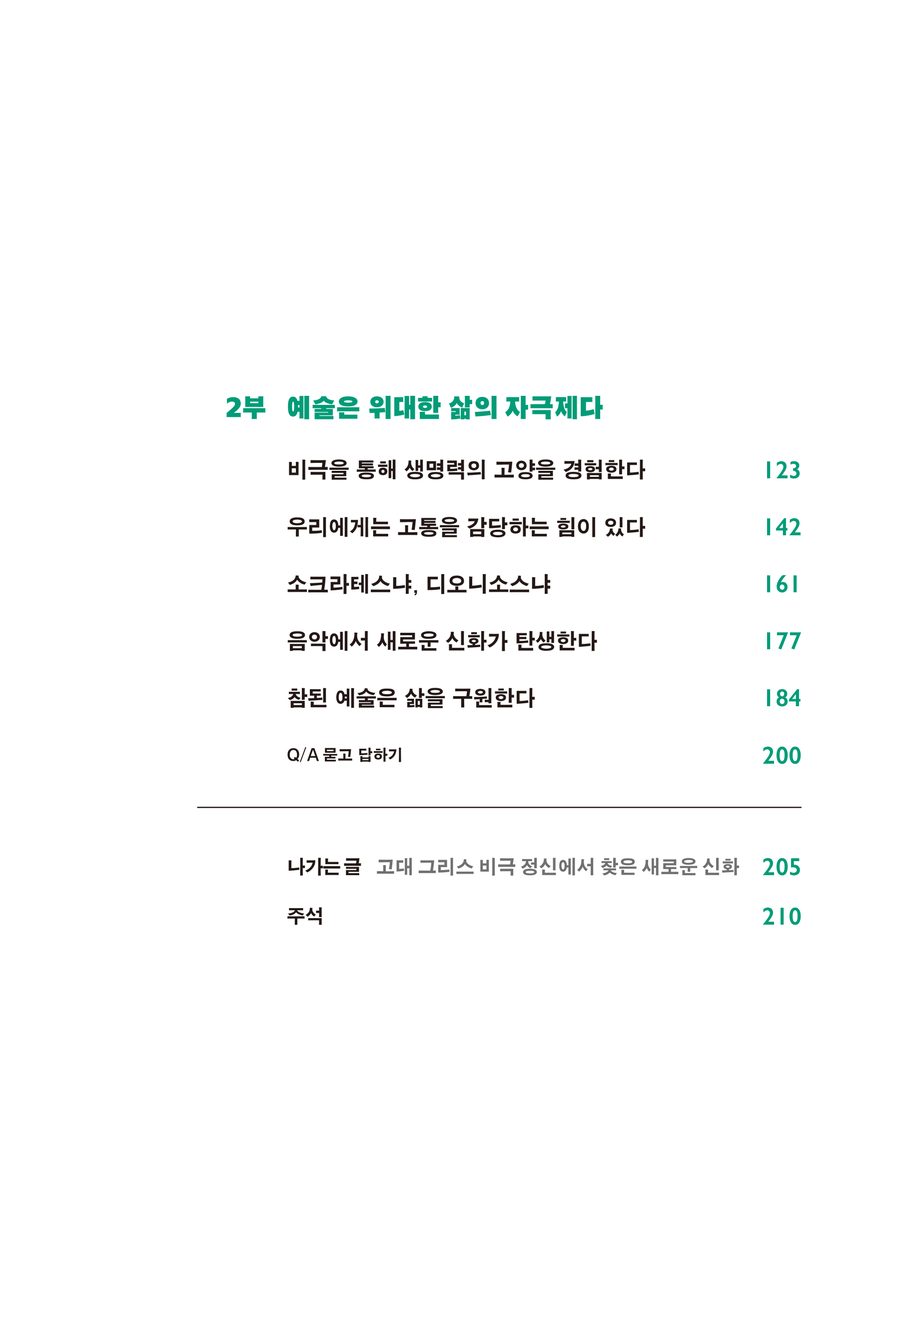 2부 예술은 위대한 삶의 자극제다
비극을 통해 생명력의 고양을 경험한다 123
우리에게는 고통을 감당하는 힘이 있다 142
소크라테스냐, 디오니소스냐 161
음악에서 새로운 신화가 탄생한다 177
참된 예술은 삶을 구원한다 184
Q/A 묻고 답하기 200
나가는 글 고대 그리스 비극 정신에서 찾은 새로운 신화 205
주석 210